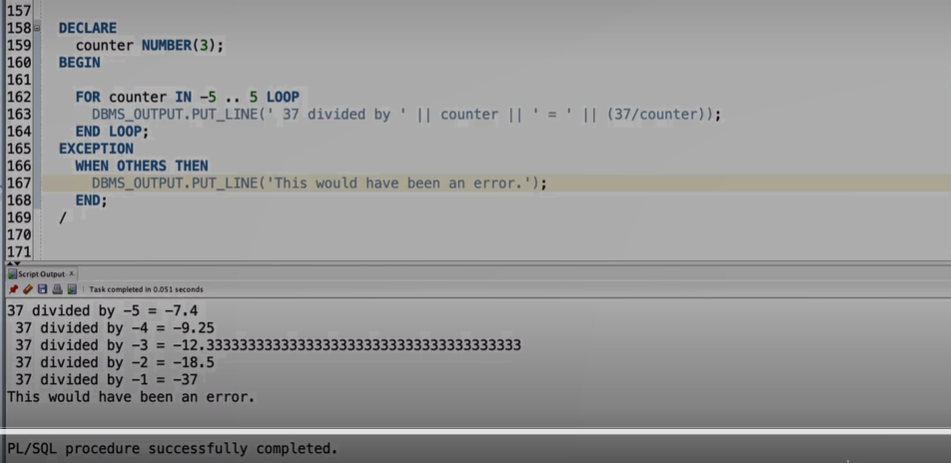 157
158 DECLARE
159 counter NUMBER(3);
160 BEGIN
161
162 FOR counter IN -5 .. 5 LOOP
163 DBMS_OUTPUT.PUT_LINE(' 37 divided by ' || counter || ' = ' || (37/counter));
164 END LOOP;
165 EXCEPTION
166 WHEN OTHERS THEN
167 DBMS_OUTPUT.PUT_LINE('This would have been an error.');
168 END;
169 /
170
171
Script Output
Task completed in 0.051 seconds
37 divided by -5 = -7.4
37 divided by -4 = -9.25
37 divided by -3 = -12.33333333333333333333333333333333333333
37 divided by -2 = -18.5
37 divided by -1 = -37
This would have been an error.
PL/SQL procedure successfully completed.